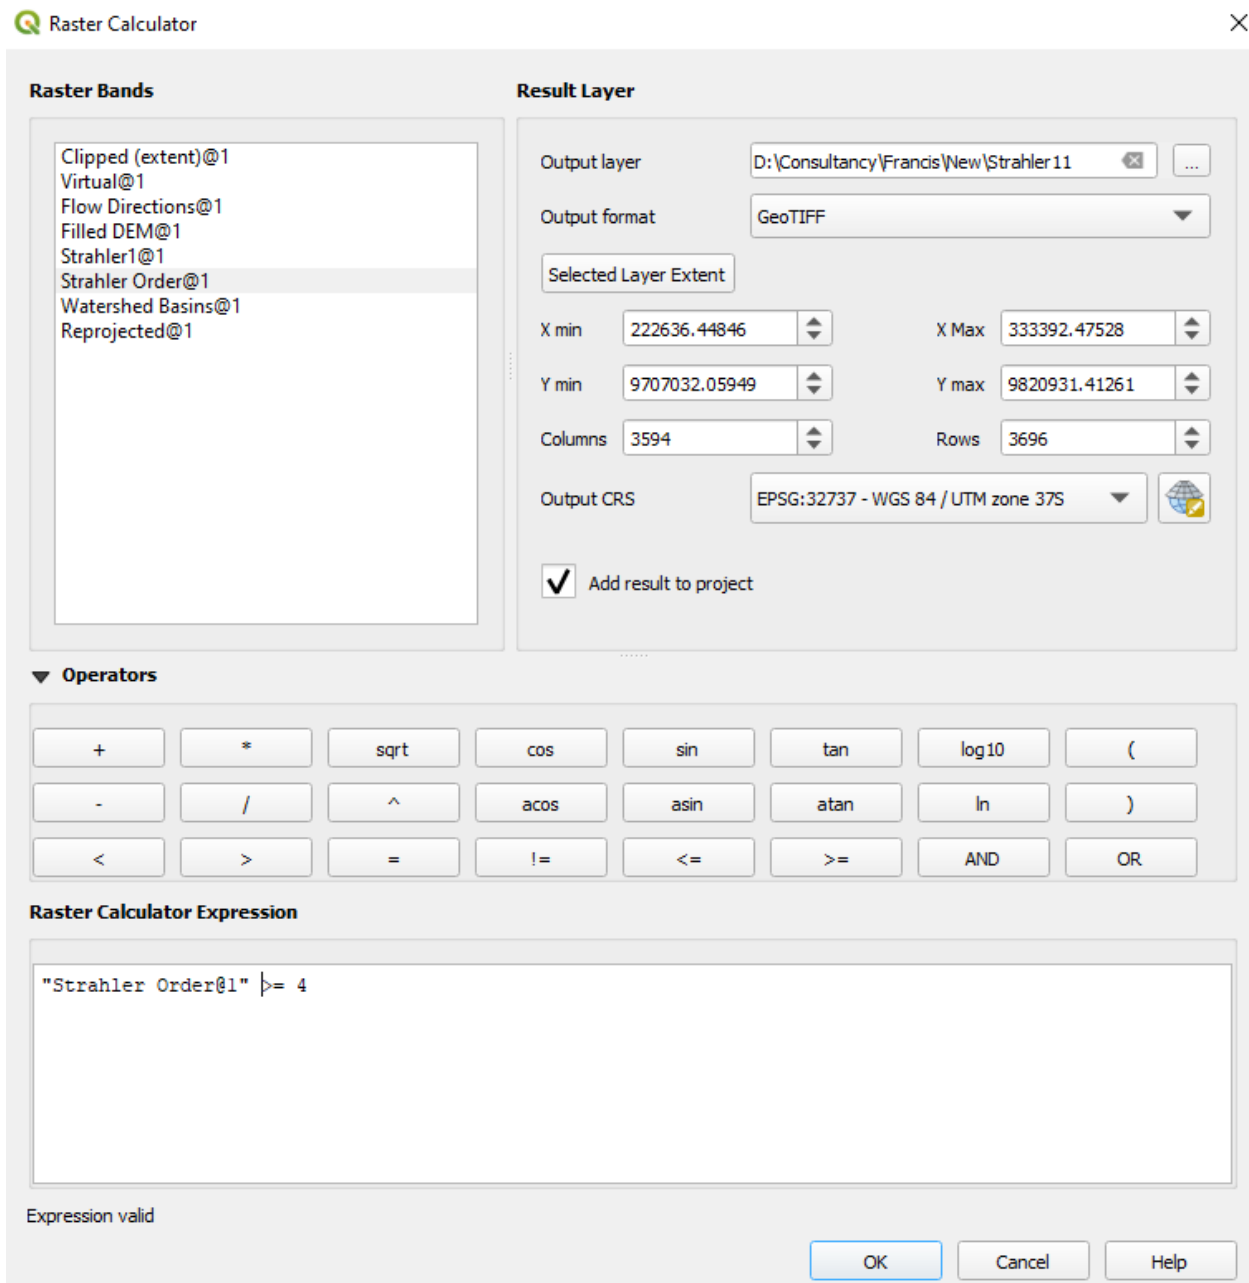 Raster Calculator
Raster Bands
Clipped (extent)@1
Virtual@1
Flow Directions@1
Filled DEM@1
Strahler1@1
Strahler Order@1
Watershed Basins@1
Reprojected@1
Result Layer
Output layer D:\Consultancy\Francis\New\Strahler11 ...
Output format GeoTIFF
Selected Layer Extent
X min 222636.44846 X Max 333392.47528
Y min 9707032.05949 Y max 9820931.41261
Columns 3594 Rows 3696
Output CRS EPSG:32737 - WGS 84 / UTM zone 37S
Add result to project
Operators
+ * sqrt cos sin tan log10 (
- / ^ acos asin atan ln )
< > = != <= >= AND OR
Raster Calculator Expression
"Strahler Order@1" >= 4
Expression valid
OK Cancel Help